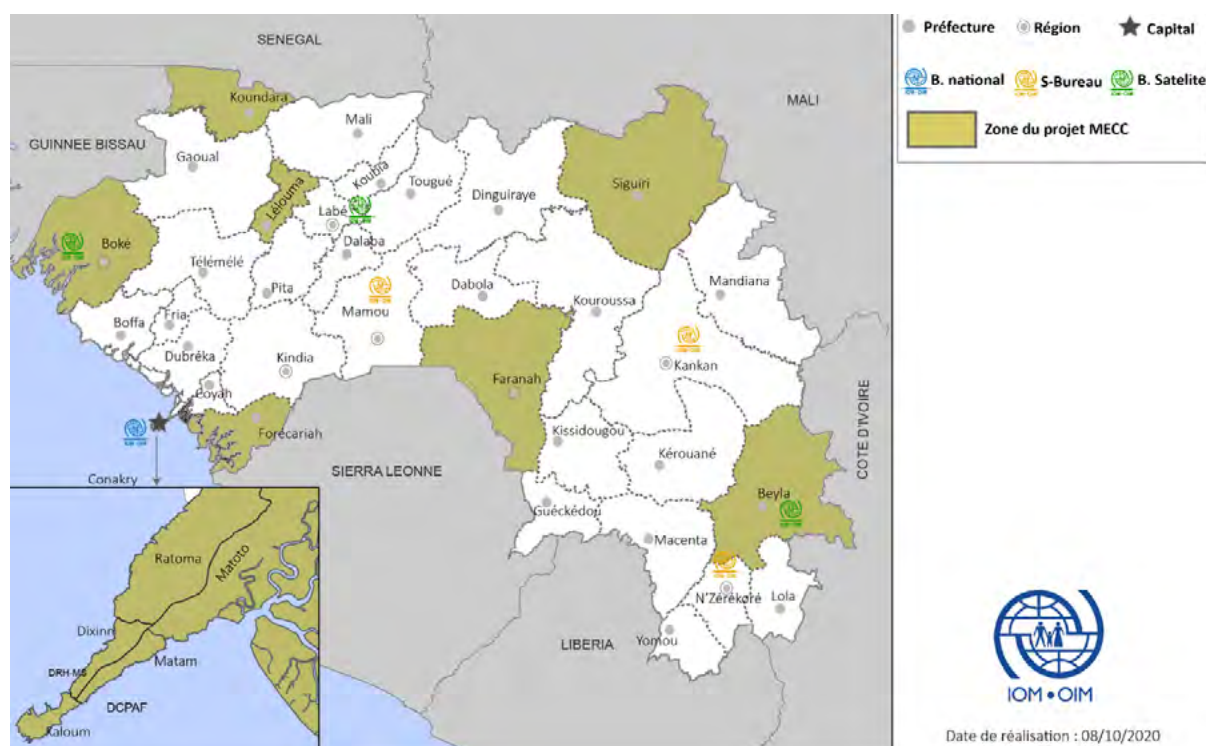 SENEGAL
MALI
GUINNEE BISSAU
Koundara
Mali
Gaoual
Koubia
Lélouma
Tougué
Siguiri
Labé
Dinguiraye
Boké
Dalaba
Télémélé
Pita
Dabola
Mandiana
Kouroussa
Mamou
Boffa
Fria
Dubrêka
Kindia
Kankan
Faranah
Coyah
Forécariah
Kissidougou
COTE D'IVOIRE
Kérouané
SIERRA LEONNE
Conakry
Beyla
Guéckédou
Macenta
N'Zérékoré
Lola
Yomou
LIBERIA
Ratoma
Matoto
Dixinn
Matam
DRH-MS
DCPAF
Kaloum
Préfecture
Région
Capital
B. national
S-Bureau
B. Satelite
Zone du projet MECC
IOM • OIM
Date de réalisation : 08/10/2020